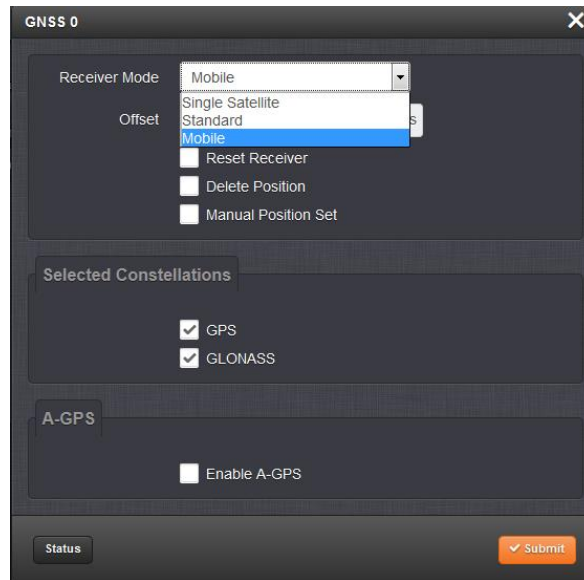 GNSS 0
Receiver Mode Mobile
Single Satellite
Offset Standard s
Mobile
Reset Receiver
Delete Position
Manual Position Set
Selected Constellations
GPS
GLONASS
A-GPS
Enable A-GPS
Status Submit